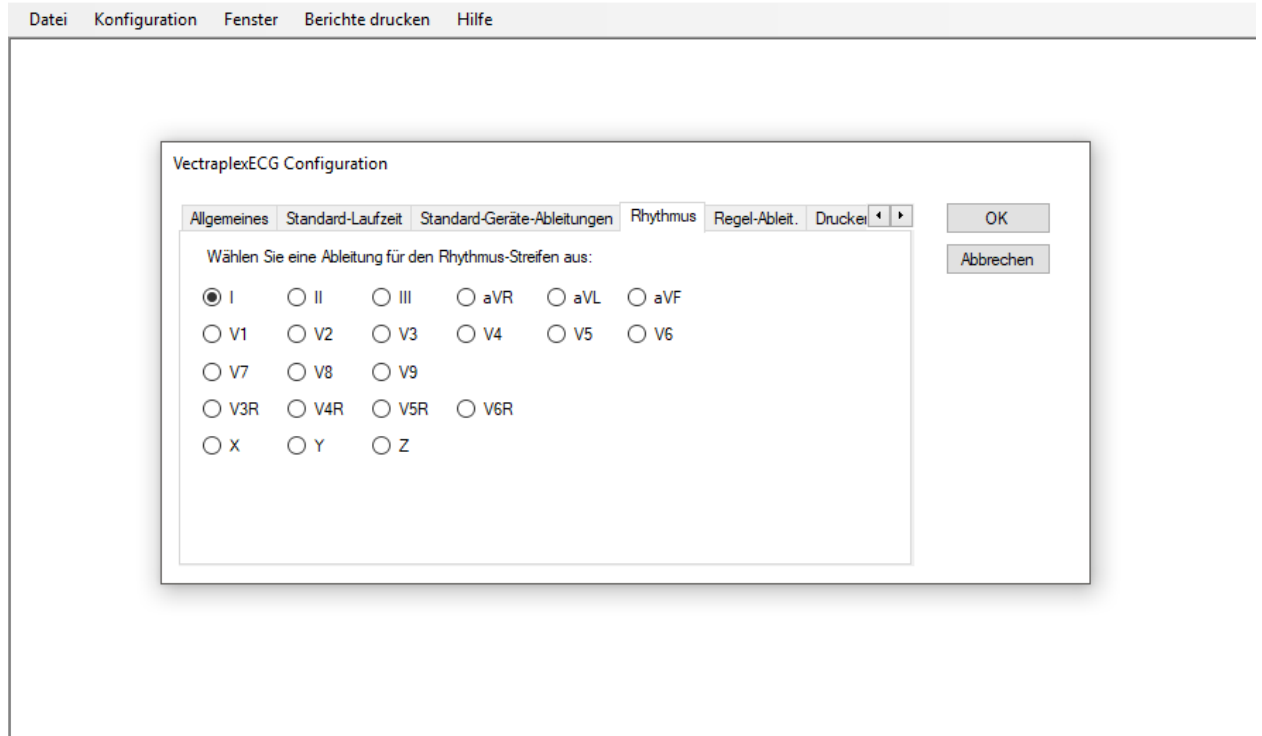 Datei Konfiguration Fenster Berichte drucken Hilfe
VectraplexECG Configuration
Allgemeines Standard-Laufzeit Standard-Geräte-Ableitungen Rhythmus Regel-Ableit. Drucker
OK
Wählen Sie eine Ableitung für den Rhythmus-Streifen aus:
Abbrechen
I II III aVR aVL aVF
V1 V2 V3 V4 V5 V6
V7 V8 V9
V3R V4R V5R V6R
X Y Z